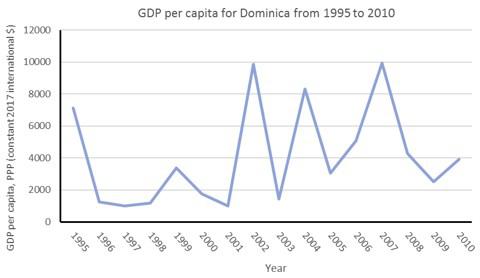 GDP per capita for Dominica from 1995 to 2010
GDP per capita, PPP (constant 2017 international $)
12000
10000
8000
6000
4000
2000
0
1995 1996 1997 1998 1999 2000 2001 2002 2003 2004 2005 2006 2007 2008 2009 2010
Year